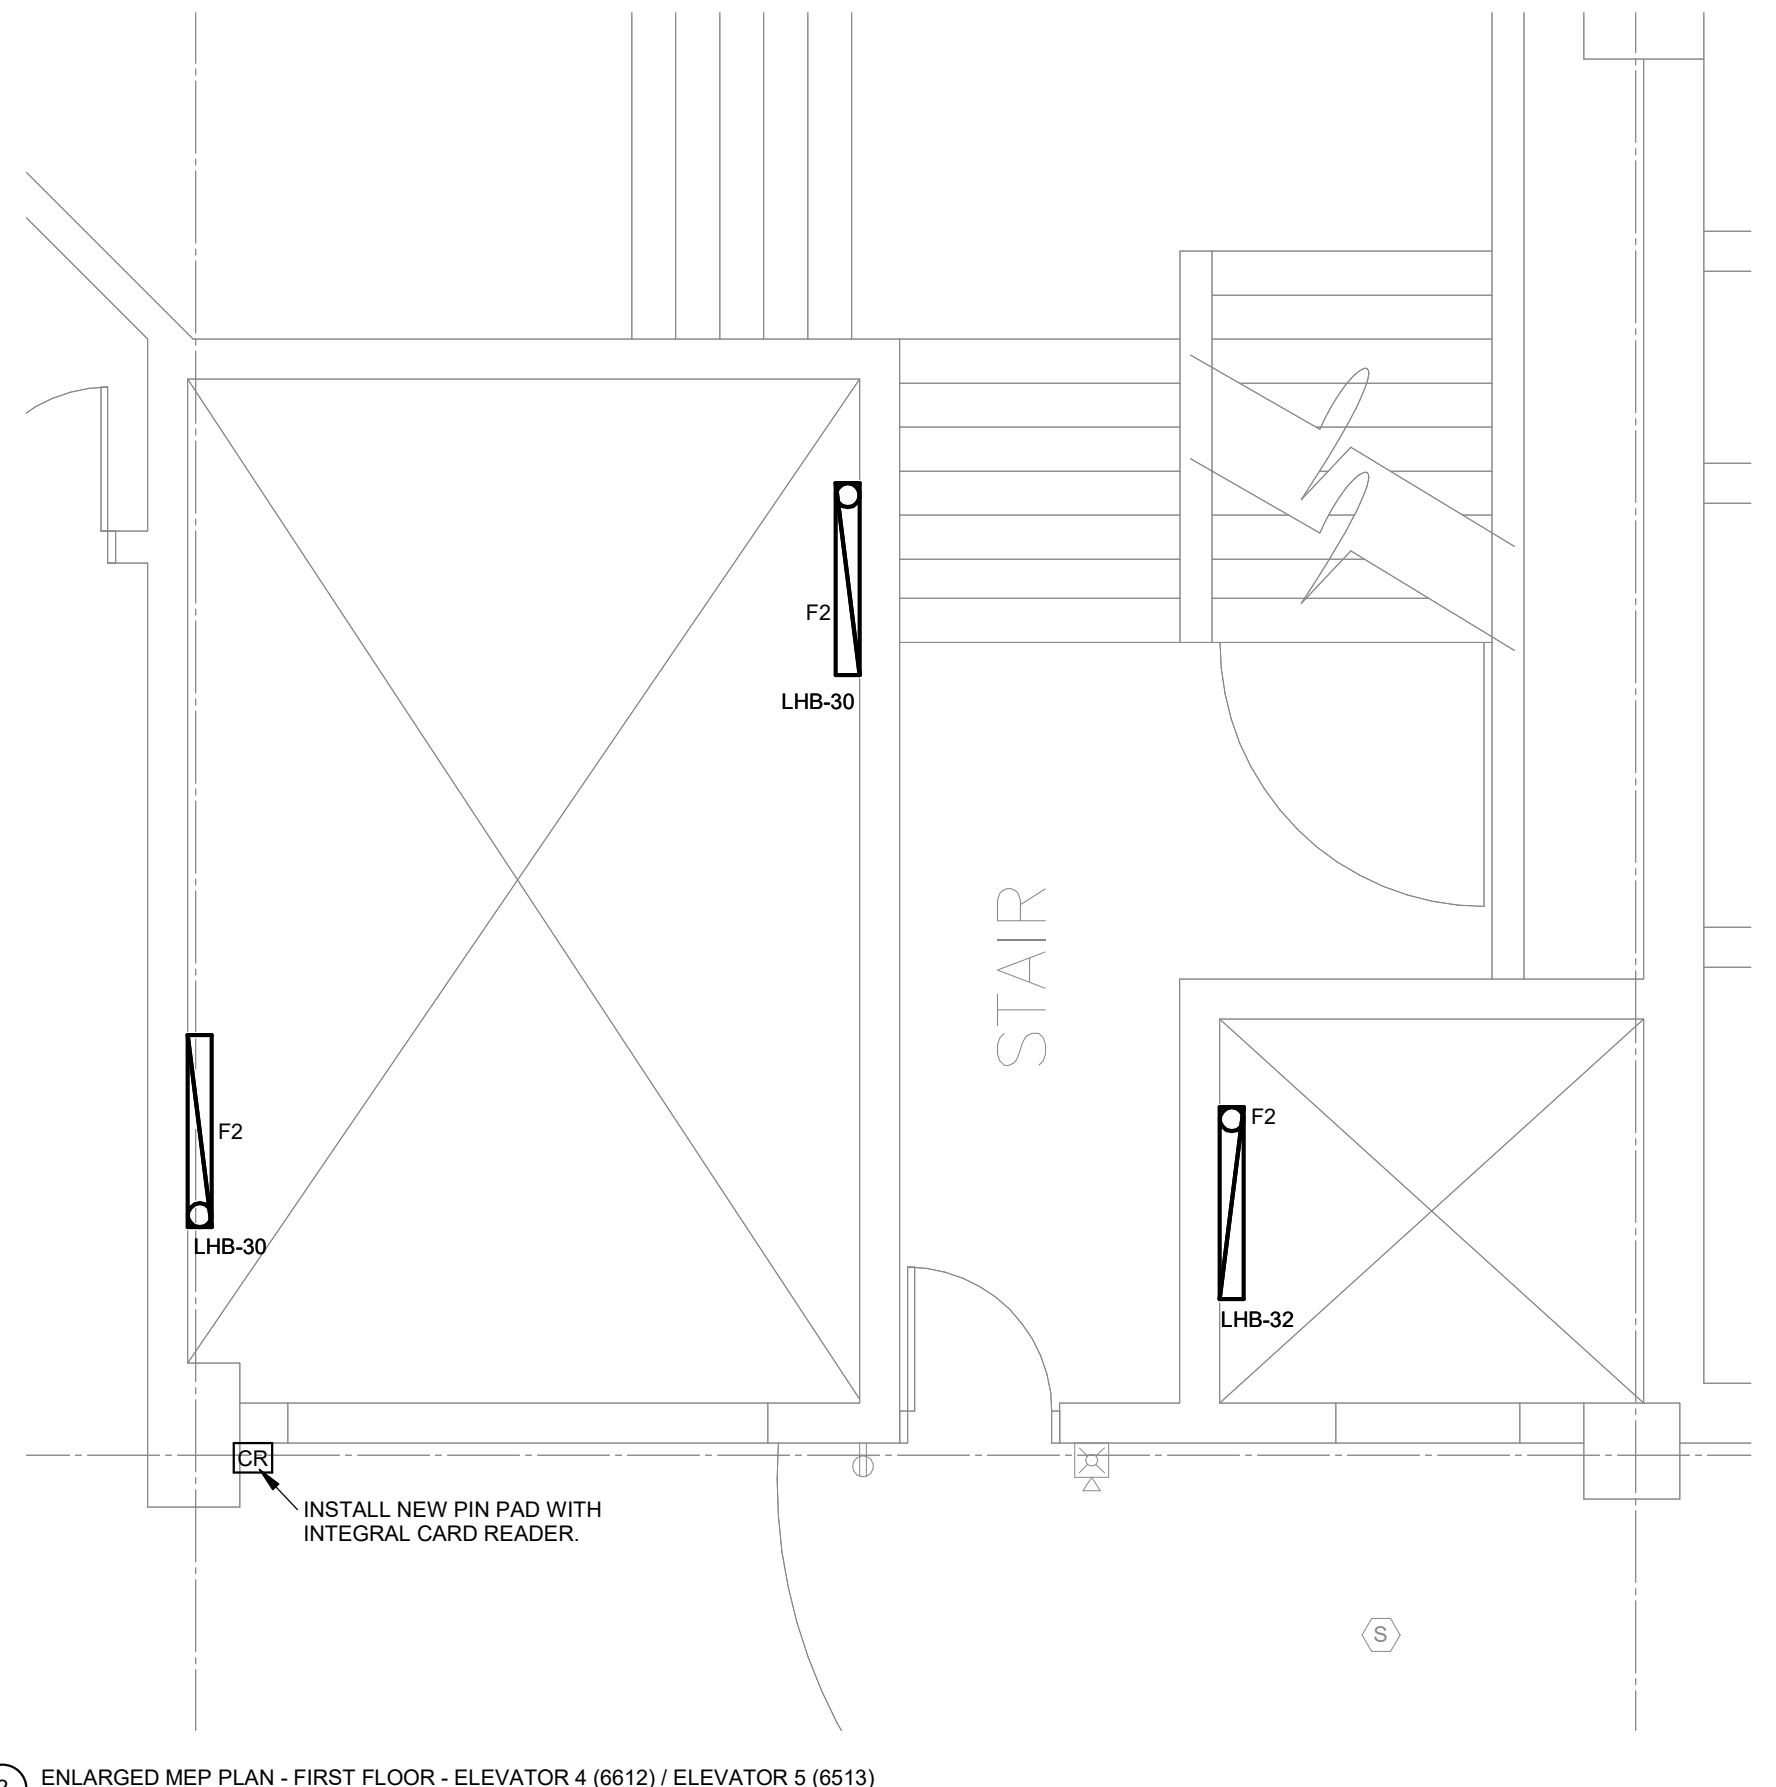 F2
LHB-30
STAIR
F2
LHB-30
F2
LHB-32
CR
INSTALL NEW PIN PAD WITH
INTEGRAL CARD READER.
S
ENLARGED MEP PLAN - FIRST FLOOR - ELEVATOR 4 (6612) / ELEVATOR 5 (6513)